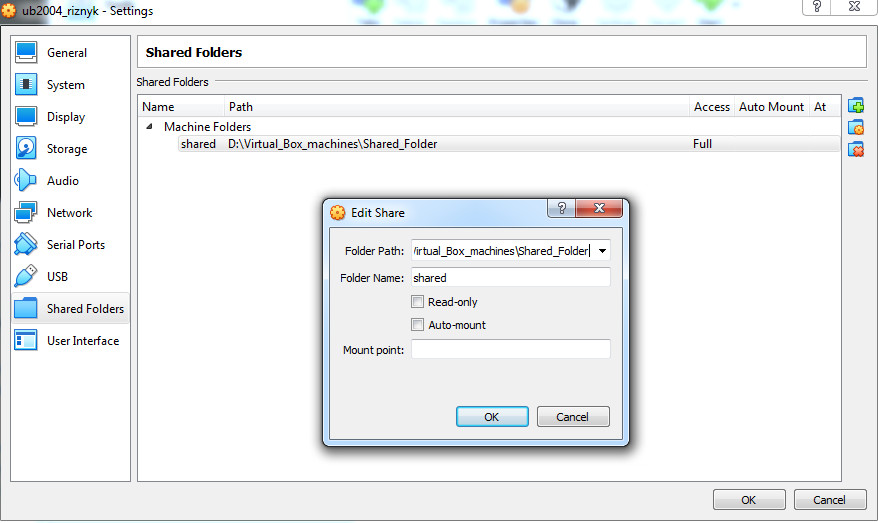 ub2004_riznyk - Settings
General
System
Display
Storage
Audio
Network
Serial Ports
USB
Shared Folders
User Interface
Shared Folders
Shared Folders
Name Path Access Auto Mount At
Machine Folders
shared D:\Virtual_Box_machines\Shared_Folder Full
Edit Share
Folder Path: /irtual_Box_machines\Shared_Folder
Folder Name: shared
Read-only
Auto-mount
Mount point:
OK Cancel
OK Cancel